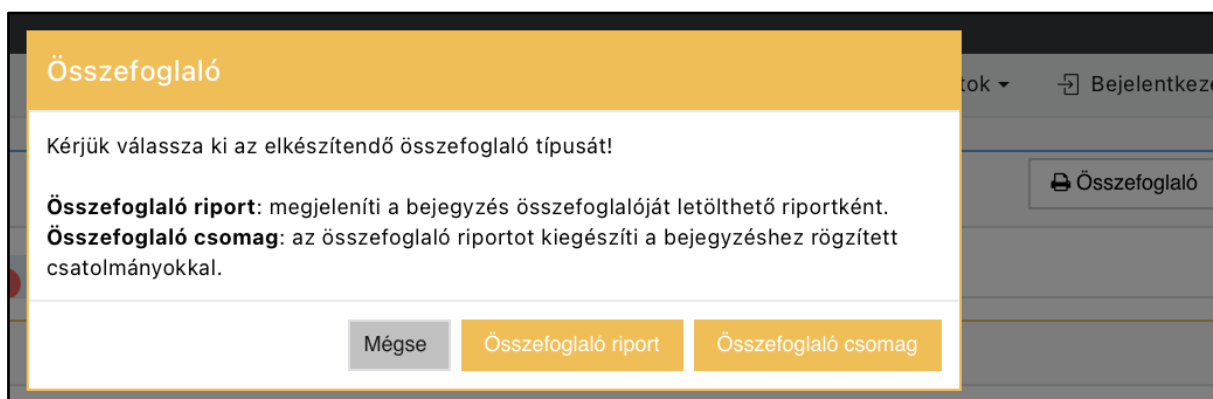 Összefoglaló
tok
Bejelentkez
Kérjük válassza ki az elkészítendő összefoglaló típusát!
Összefoglaló
Összefoglaló riport: megjeleníti a bejegyzés összefoglalóját letölthető riportként.
Összefoglaló csomag: az összefoglaló riportot kiegészíti a bejegyzéshez rögzített
csatolmányokkal.
Mégse
Összefoglaló riport
Összefoglaló csomag